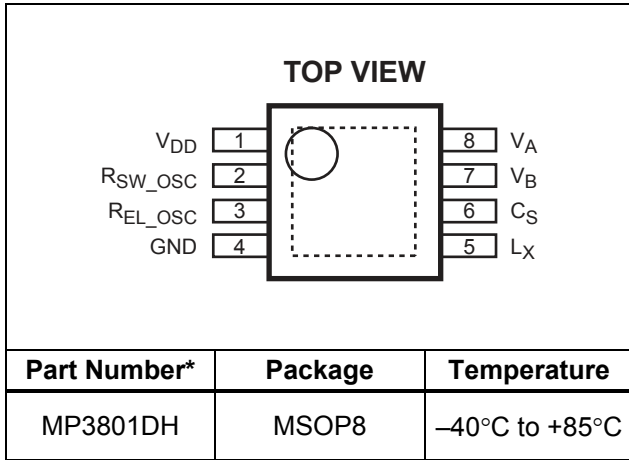 TOP VIEW
VDD 1 8 VA
RSW_OSC 2 7 VB
REL_OSC 3 6 CS
GND 4 5 LX
Part Number* Package Temperature
MP3801DH MSOP8 –40°C to +85°C